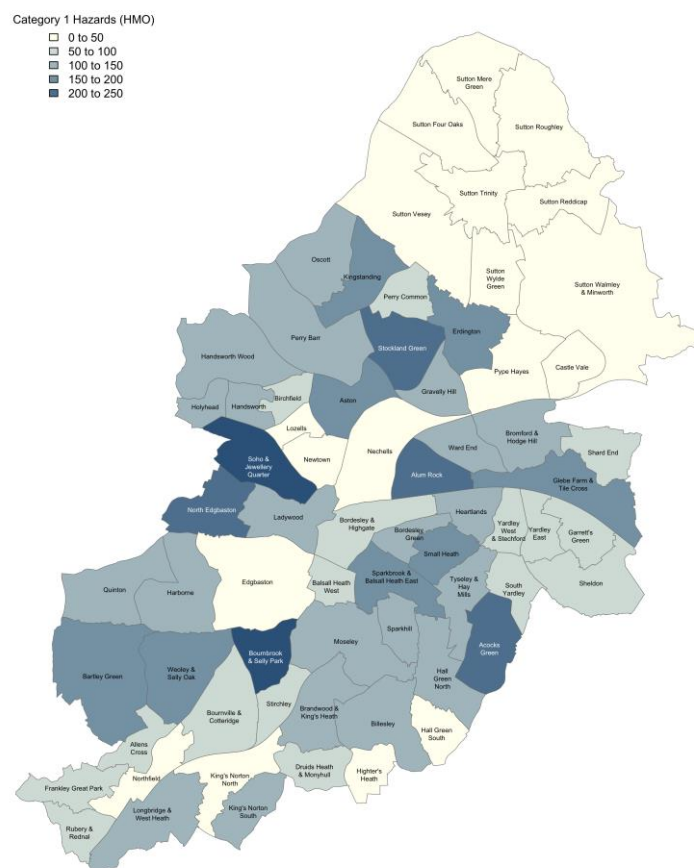 Category 1 Hazards (HMO)
0 to 50
50 to 100
100 to 150
150 to 200
200 to 250
Sutton Mere
Green
Sutton Four Oaks
Sutton Roughley
Sutton Trinity
Sutton Reddicap
Sutton Vesey
Oscott
Kingstanding
Sutton
Wylde
Green
Sutton Walmley
& Minworth
Perry Common
Erdington
Perry Barr
Stockland Green
Handsworth Wood
Pype Hayes
Castle Vale
Gravelly Hill
Birchfield
Aston
Holyhead
Handsworth
Lozells
Bromford &
Hodge Hill
Ward End
Shard End
Newtown
Nechells
Soho &
Jewellery
Quarter
Alum Rock
Glebe Farm &
Tile Cross
North Edgbaston
Ladywood
Bordesley
& Highgate
Heartlands
Bordesley
Green
Yardley
West
& Stechford
Yardley
East
Garrett's
Green
Small Heath
Edgbaston
Balsall Heath
West
Sparkbrook &
Balsall Heath East
Tyseley &
Hay
Mills
South
Yardley
Sheldon
Quinton
Harborne
Moseley
Sparkhill
Acocks
Green
Bournbrook
& Selly Park
Weoley &
Selly Oak
Bartley Green
Hall
Green
North
Stirchley
Bournville &
Cotteridge
Brandwood &
King's Heath
Billesley
Hall Green
South
Allens
Cross
Northfield
King's Norton
North
Druids Heath
& Monyhull
Highter's
Heath
Frankley Great Park
Longbridge &
West Heath
King's Norton
South
Rubery &
Rednal